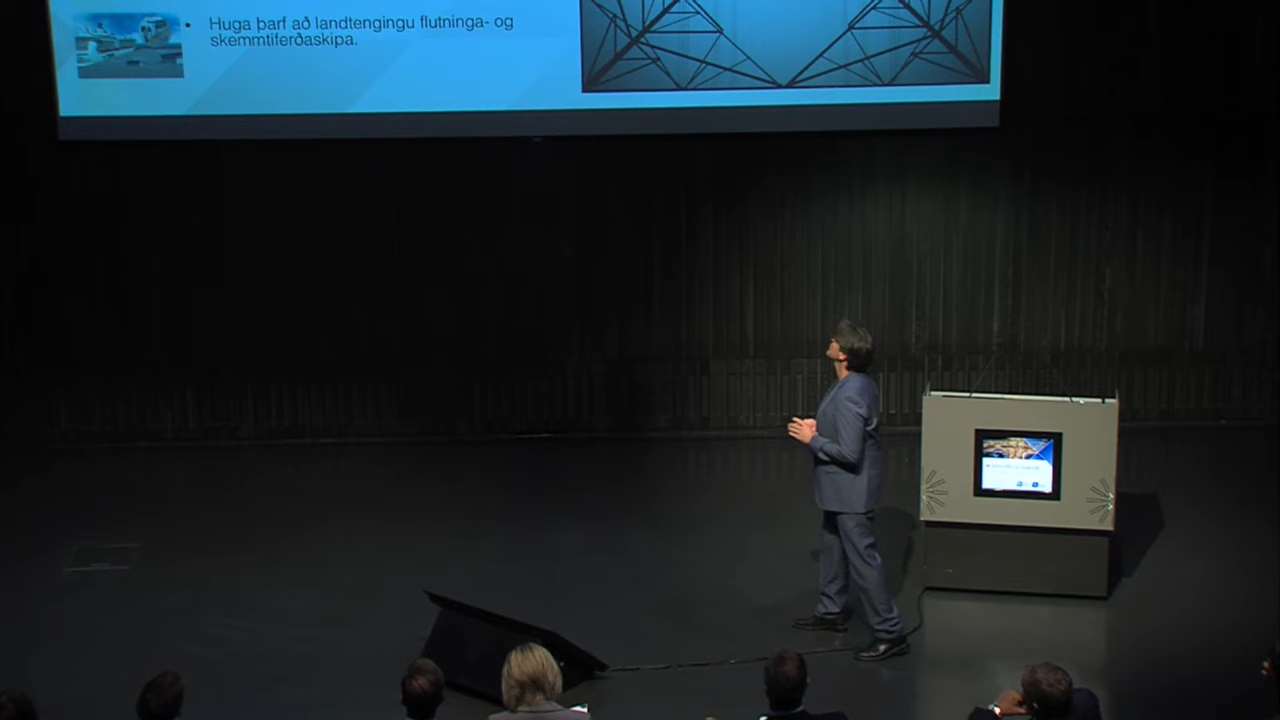 • Huga þarf að landtengingu flutninga- og
skemmtiferðaskipa.